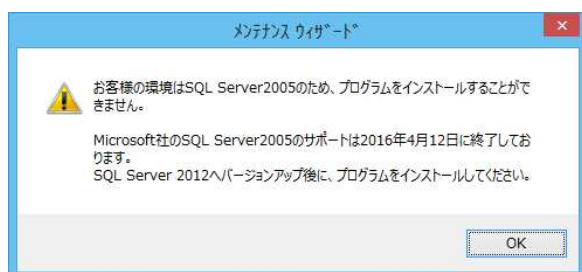 メンテナンス ウィザード
お客様の環境はSQL Server2005のため、プログラムをインストールすることがで
きません。
Microsoft社のSQL Server2005のサポートは2016年4月12日に終了してお
ります。
SQL Server 2012へバージョンアップ後に、プログラムをインストールしてください。
OK